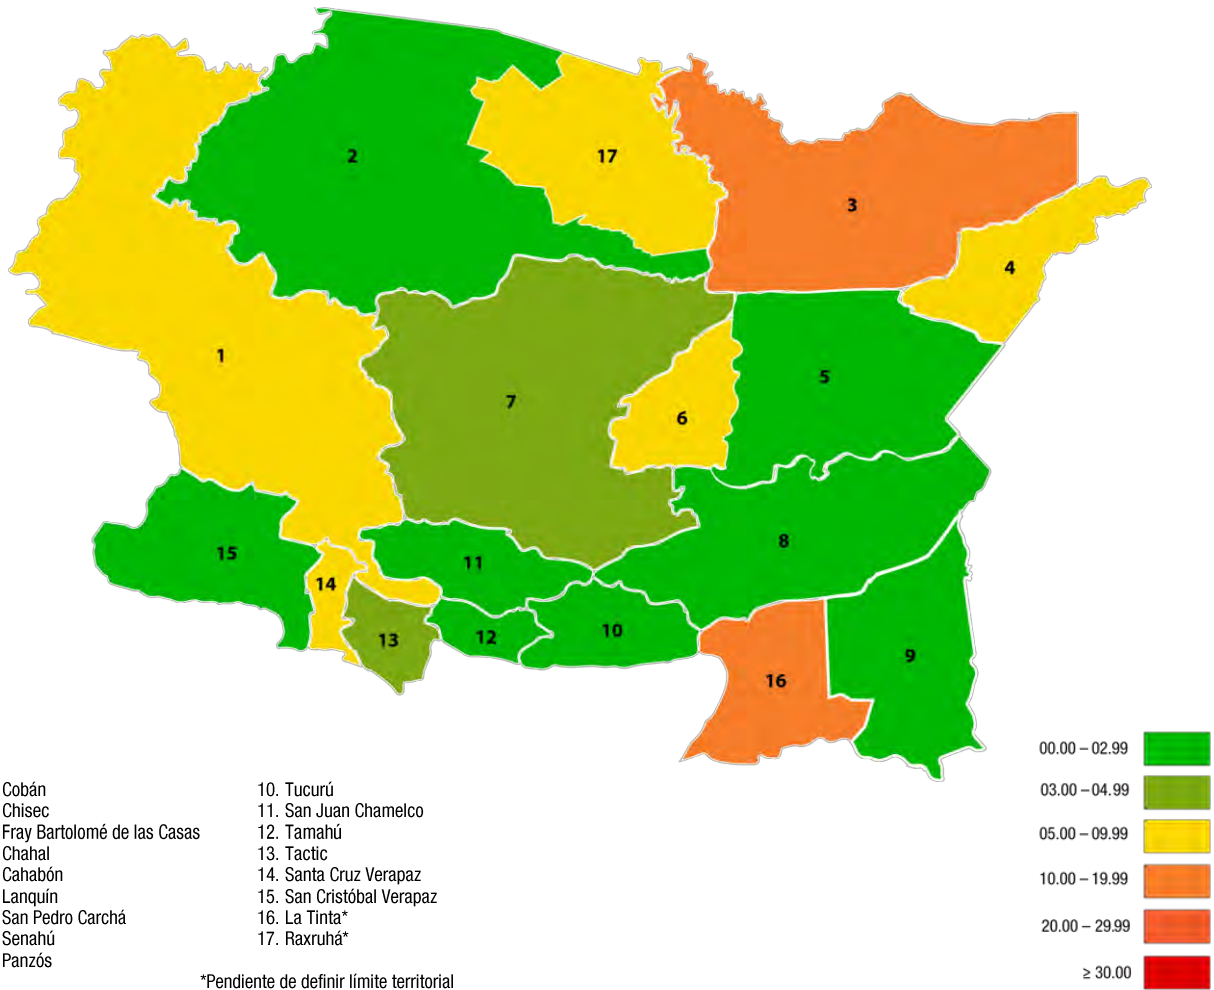 2
17
3
4
1
5
7
6
8
15
11
14
12
10
13
9
16
00.00 – 02.99
03.00 – 04.99
05.00 – 09.99
10.00 – 19.99
20.00 – 29.99
≥ 30.00
Cobán
Chisec
Fray Bartolomé de las Casas
Chahal
Cahabón
Lanquín
San Pedro Carchá
Senahú
Panzós
10. Tucurú
11. San Juan Chamelco
12. Tamahú
13. Tactic
14. Santa Cruz Verapaz
15. San Cristóbal Verapaz
16. La Tinta*
17. Raxruhá*
*Pendiente de definir límite territorial